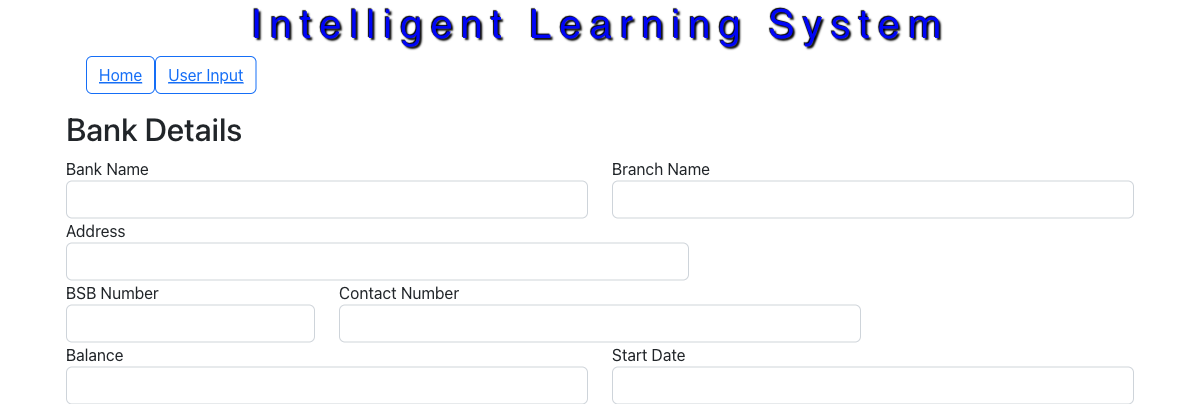 Intelligent Learning System
Home User Input
Bank Details
Bank Name Branch Name
Address
BSB Number Contact Number
Balance Start Date